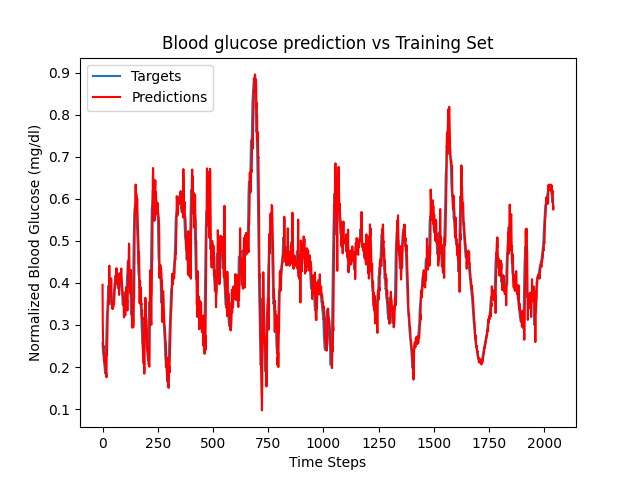 Blood glucose prediction vs Training Set
Targets
Predictions
Normalized Blood Glucose (mg/dl)
0.9
0.8
0.7
0.6
0.5
0.4
0.3
0.2
0.1
0 250 500 750 1000 1250 1500 1750 2000
Time Steps